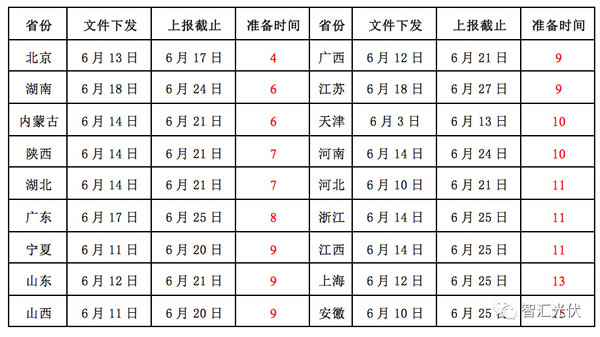 省份 文件下发 上报截止 准备时间 省份 文件下发 上报截止 准备时间
北京 6月13日 6月17日 4 广西 6月12日 6月21日 9
湖南 6月18日 6月24日 6 江苏 6月18日 6月27日 9
内蒙古 6月14日 6月21日 6 天津 6月3日 6月13日 10
陕西 6月14日 6月21日 7 河南 6月14日 6月24日 10
湖北 6月14日 6月21日 7 河北 6月10日 6月21日 11
广东 6月17日 6月25日 8 浙江 6月14日 6月25日 11
宁夏 6月11日 6月20日 9 江西 6月14日 6月25日 11
山东 6月12日 6月21日 9 上海 6月12日 6月25日 13
山西 6月11日 6月20日 9 安徽 6月10日 6月25日
智汇光伏